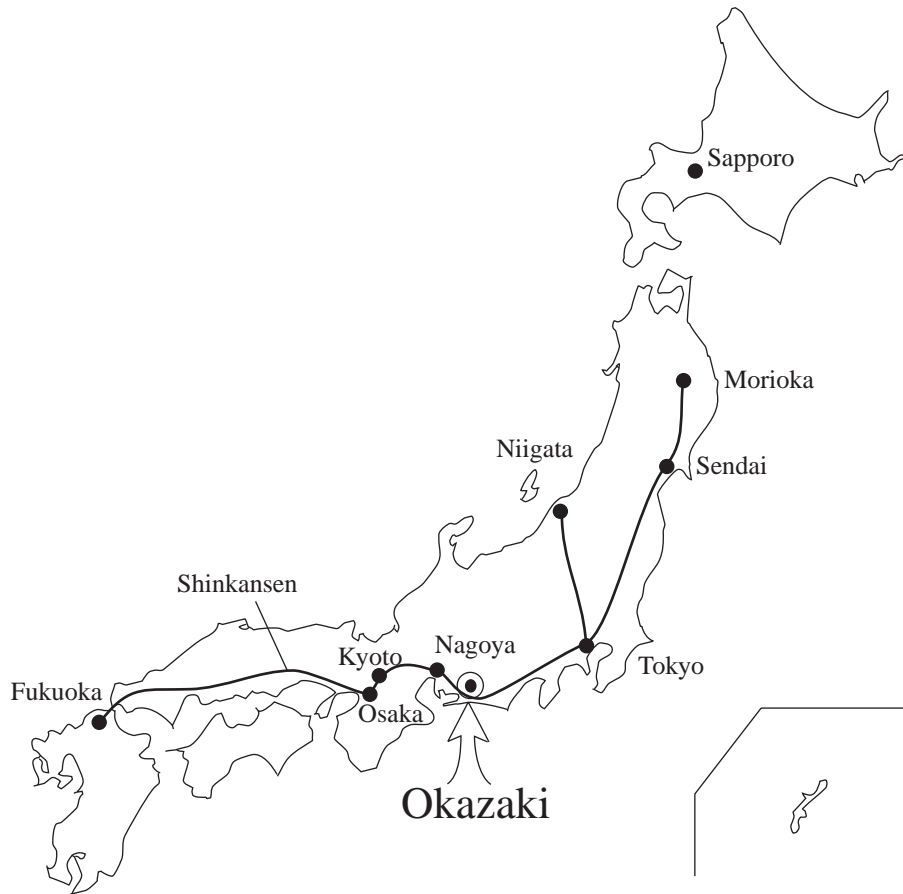 Sapporo
Morioka
Niigata
Sendai
Shinkansen
Kyoto
Nagoya
Tokyo
Fukuoka
Osaka
Okazaki